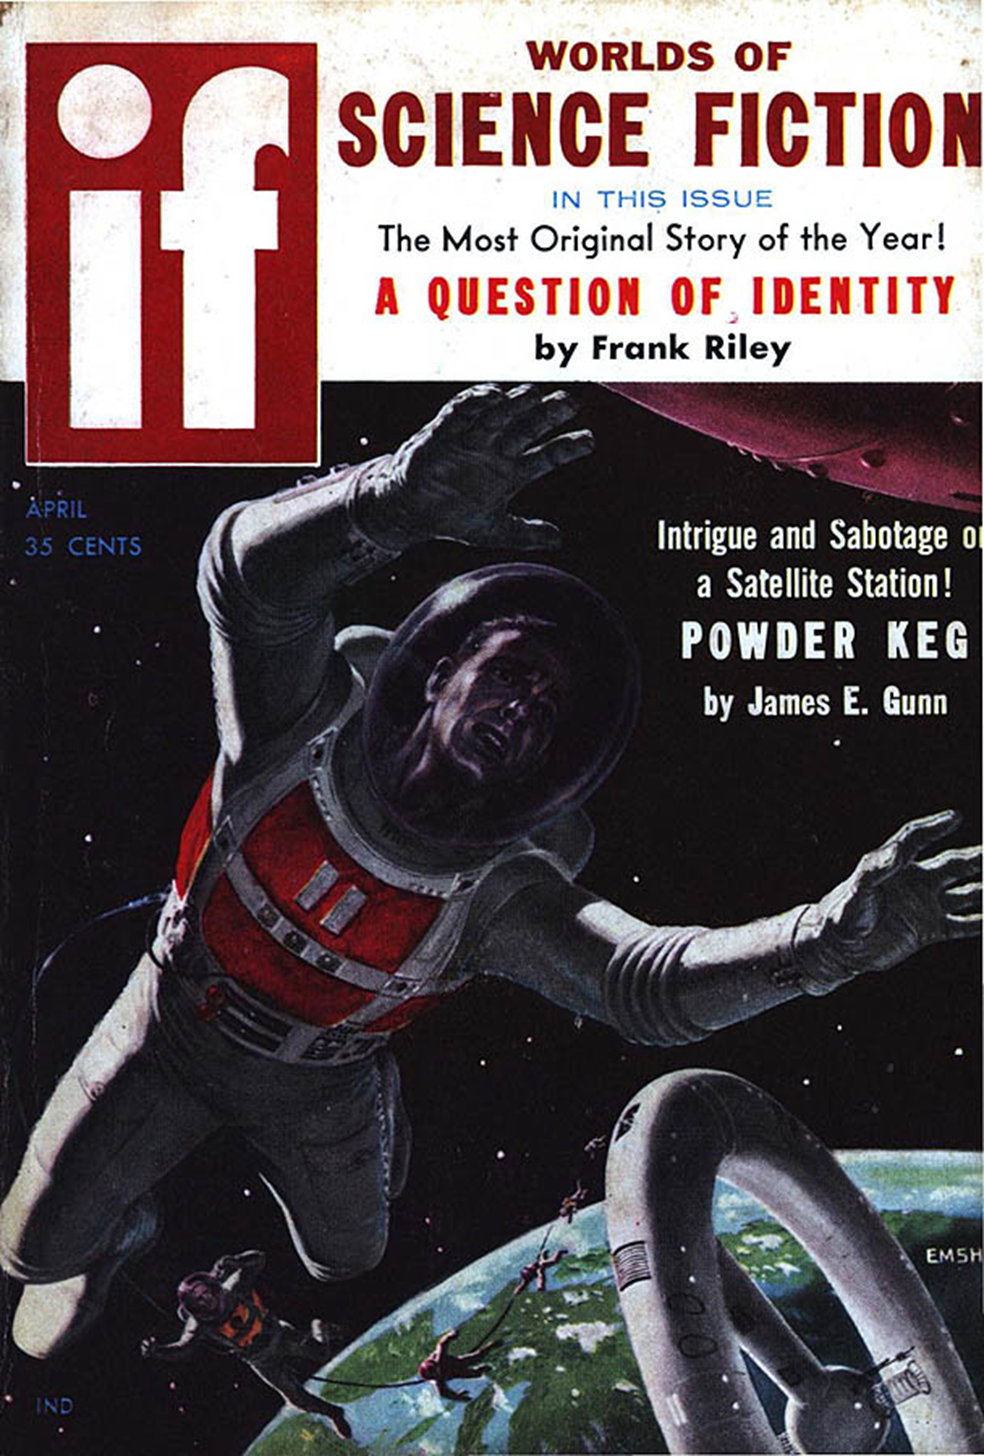 if
WORLDS OF
SCIENCE FICTION
IN THIS ISSUE
The Most Original Story of the Year!
A QUESTION OF IDENTITY
by Frank Riley
APRIL
35 CENTS
Intrigue and Sabotage on
a Satellite Station!
POWDER KEG
by James E. Gunn
EMSH
IND